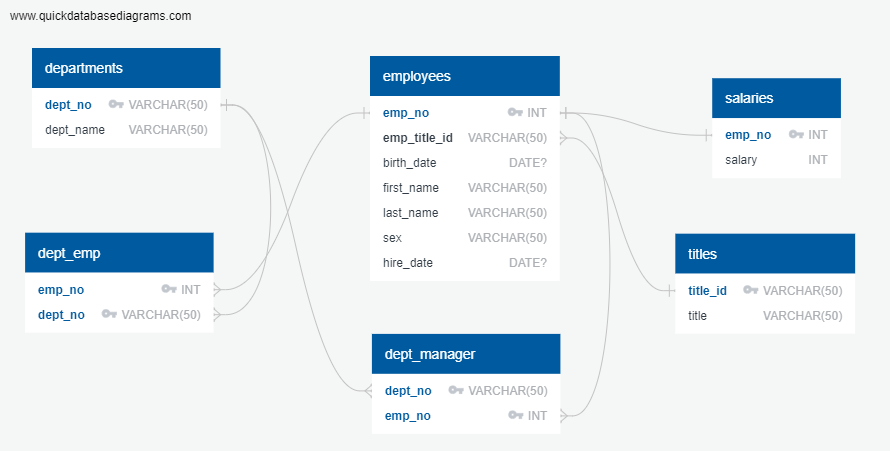 www.quickdatabasediagrams.com
departments
dept_no VARCHAR(50)
dept_name VARCHAR(50)
employees
emp_no INT
emp_title_id VARCHAR(50)
birth_date DATE?
first_name VARCHAR(50)
last_name VARCHAR(50)
sex VARCHAR(50)
hire_date DATE?
salaries
emp_no INT
salary INT
dept_emp
emp_no INT
dept_no VARCHAR(50)
titles
title_id VARCHAR(50)
title VARCHAR(50)
dept_manager
dept_no VARCHAR(50)
emp_no INT